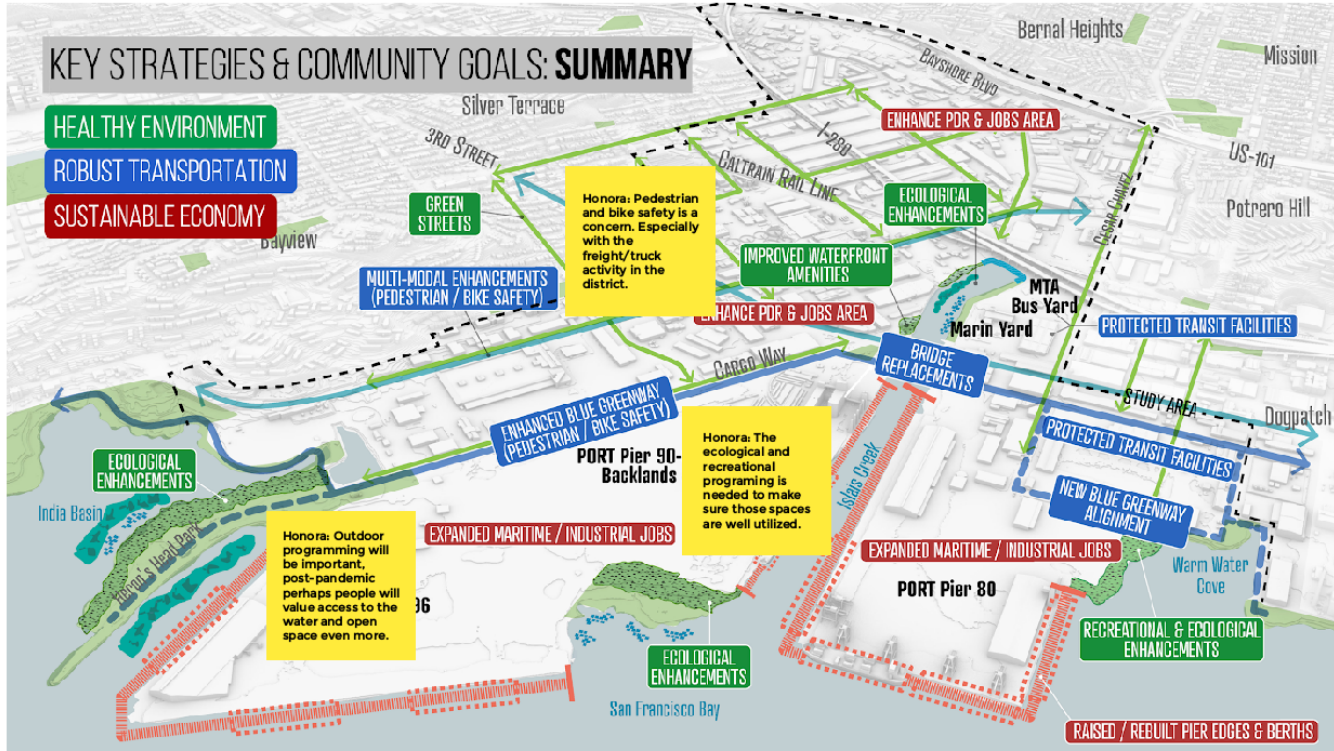 KEY STRATEGIES & COMMUNITY GOALS: SUMMARY
HEALTHY ENVIRONMENT
ROBUST TRANSPORTATION
SUSTAINABLE ECONOMY
Bernal Heights
Mission
BAYSHORE BLVD
Silver Terrace
3RD STREET
I-280
ENHANCE PDR & JOBS AREA
US-101
CALTRAIN RAIL LINE
CESAR CHAVEZ
Potrero Hill
Bayview
GREEN
STREETS
Honora: Pedestrian
and bike safety is a
concern. Especially
with the
freight/truck
activity in the
district.
ECOLOGICAL
ENHANCEMENTS
IMPROVED WATERFRONT
AMENITIES
MULTI-MODAL ENHANCEMENTS
(PEDESTRIAN / BIKE SAFETY)
MTA
Bus Yard
Marin Yard
ENHANCE PDR & JOBS AREA
PROTECTED TRANSIT FACILITIES
CARGO WAY
BRIDGE
REPLACEMENTS
STUDY AREA
Dogpatch
ENHANCED BLUE GREENWAY
(PEDESTRIAN / BIKE SAFETY)
PORT Pier 90-
Backlands
Honora: The
ecological and
recreational
programing is
needed to make
sure those spaces
are well utilized.
Islais Creek
PROTECTED TRANSIT FACILITIES
NEW BLUE GREENWAY
ALIGNMENT
ECOLOGICAL
ENHANCEMENTS
India Basin
Heron's Head Park
Honora: Outdoor
programming will
be important,
post-pandemic
perhaps people will
value access to the
water and open
space even more.
EXPANDED MARITIME / INDUSTRIAL JOBS
96
EXPANDED MARITIME / INDUSTRIAL JOBS
PORT Pier 80
Warm Water
Cove
ECOLOGICAL
ENHANCEMENTS
RECREATIONAL & ECOLOGICAL
ENHANCEMENTS
San Francisco Bay
RAISED / REBUILT PIER EDGES & BERTHS